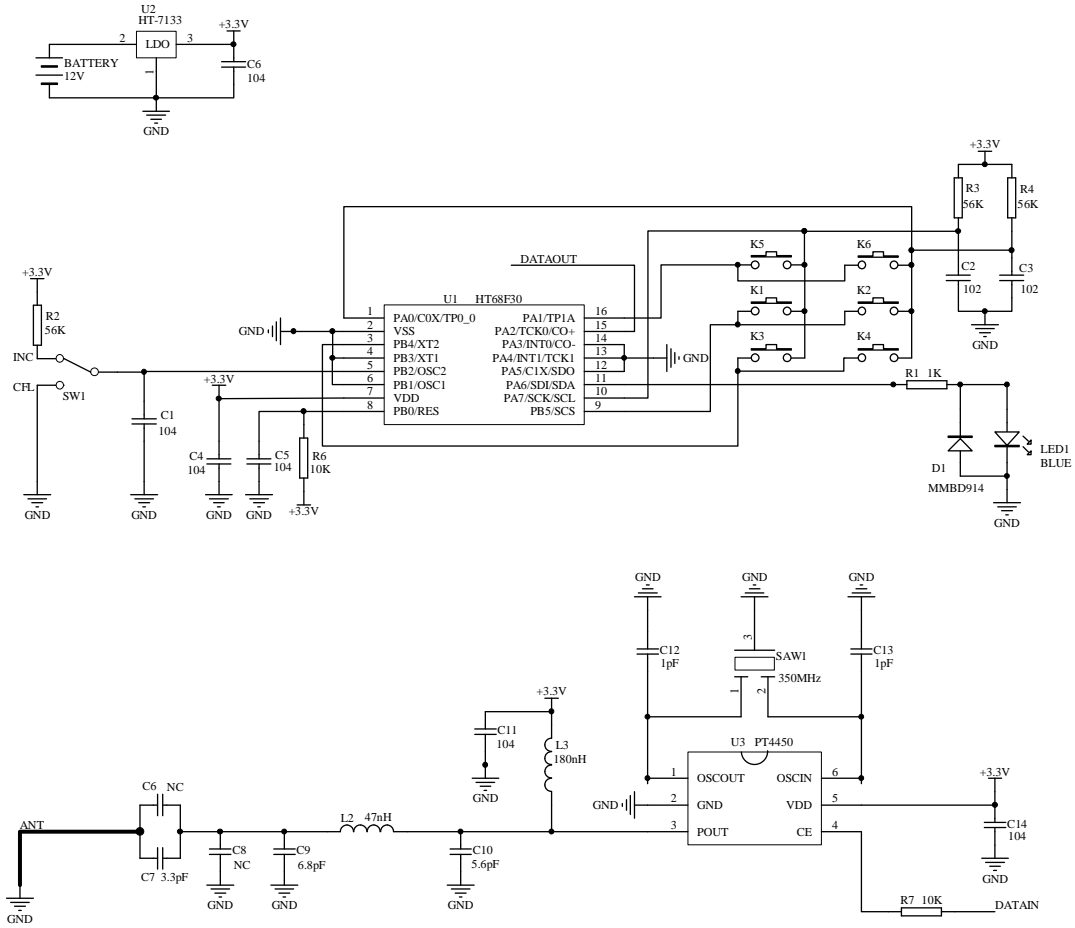 U2
HT-7133
+3.3V
2
LDO
3
BATTERY
12V
1
C6
104
GND
+3.3V
R3
56K
R4
56K
K5
K6
DATAOUT
+3.3V
C2
102
C3
102
R2
56K
U1 HT68F30
K1
K2
1
PA0/C0X/TP0_0
PA1/TP1A
16
GND
2
VSS
PA2/TCK0/CO+
15
GND
3
PB4/XT2
PA3/INT0/CO-
14
K3
K4
INC
4
PB3/XT1
PA4/INT1/TCK1
13
GND
5
PB2/OSC2
PA5/C1X/SDO
12
CFL
SW1
+3.3V
6
PB1/OSC1
PA6/SDI/SDA
11
R1 1K
7
VDD
PA7/SCK/SCL
10
8
PB0/RES
PB5/SCS
9
C1
104
C4
104
C5
104
R6
10K
D1
MMBD914
LED1
BLUE
GND
GND
GND
GND
+3.3V
GND
GND
GND
GND
C12
1pF
3
SAW1
350MHz
C13
1pF
1
2
+3.3V
C11
104
L3
180nH
U3 PT4450
GND
1
OSCOUT
OSCIN
6
+3.3V
GND
2
GND
VDD
5
3
POUT
CE
4
C14
104
GND
C6 NC
ANT
L2 47nH
C8
NC
C9
6.8pF
C10
5.6pF
C7 3.3pF
GND
GND
GND
GND
R7 10K
DATAIN